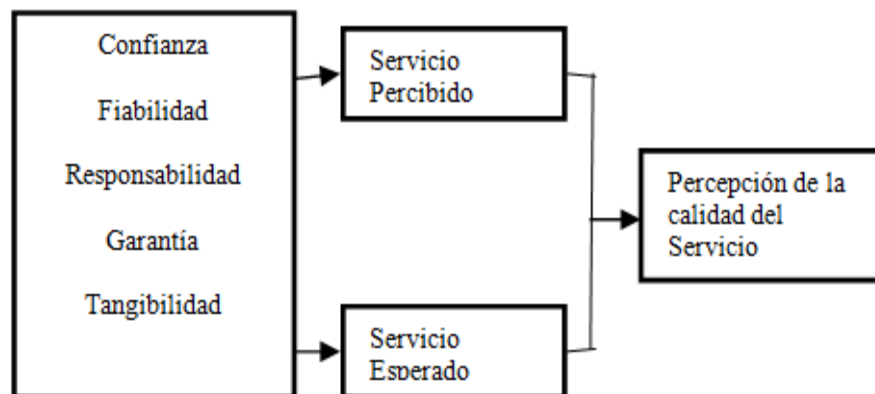 Confianza
Fiabilidad
Responsabilidad
Garantía
Tangibilidad
Servicio
Percibido
Servicio
Esperado
Percepción de la
calidad del
Servicio